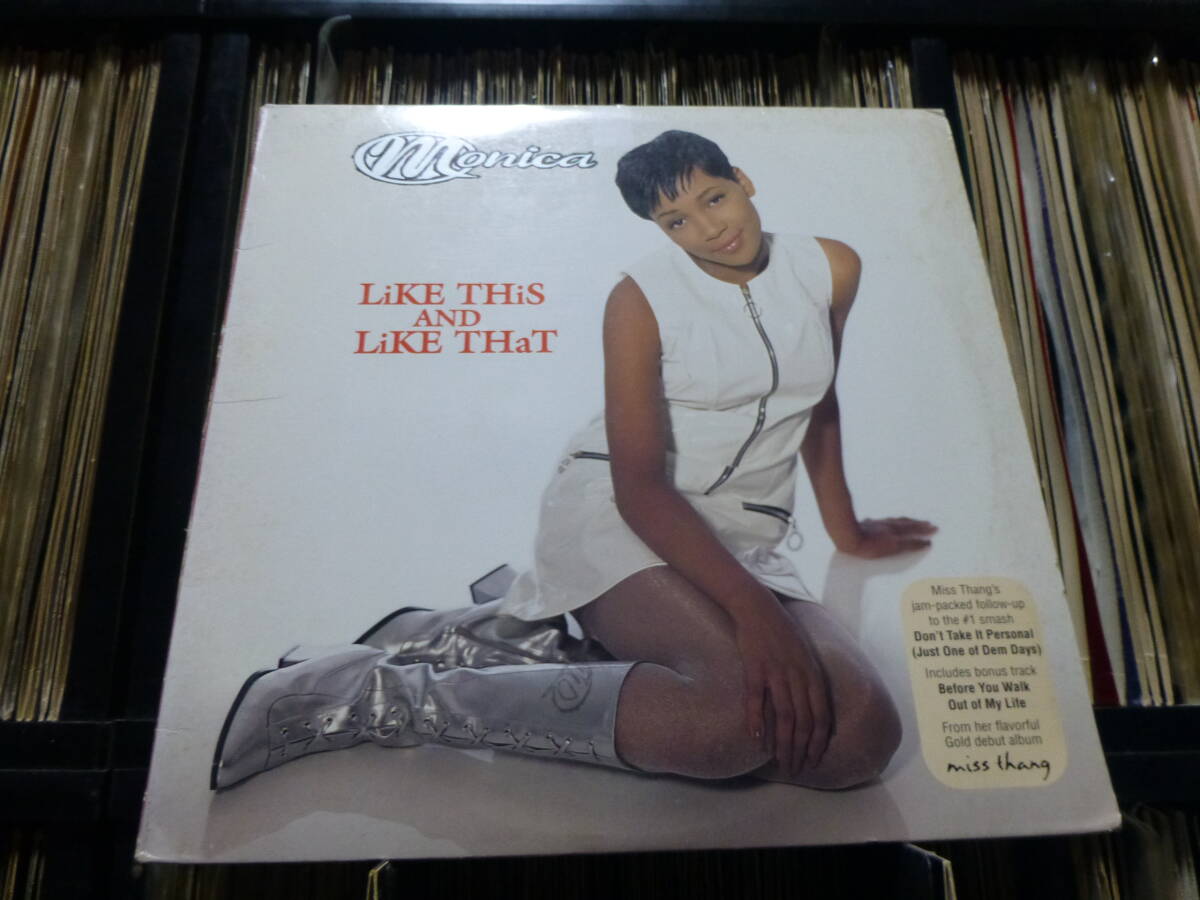 Monica
LiKE THiS
AND
LiKE THaT
Miss Thang's
jam-packed follow-up
to the #1 smash
Don't Take It Personal
(Just One of Dem Days)
Includes bonus track
Before You Walk
Out of My Life
From her flavorful
Gold debut album
miss thang